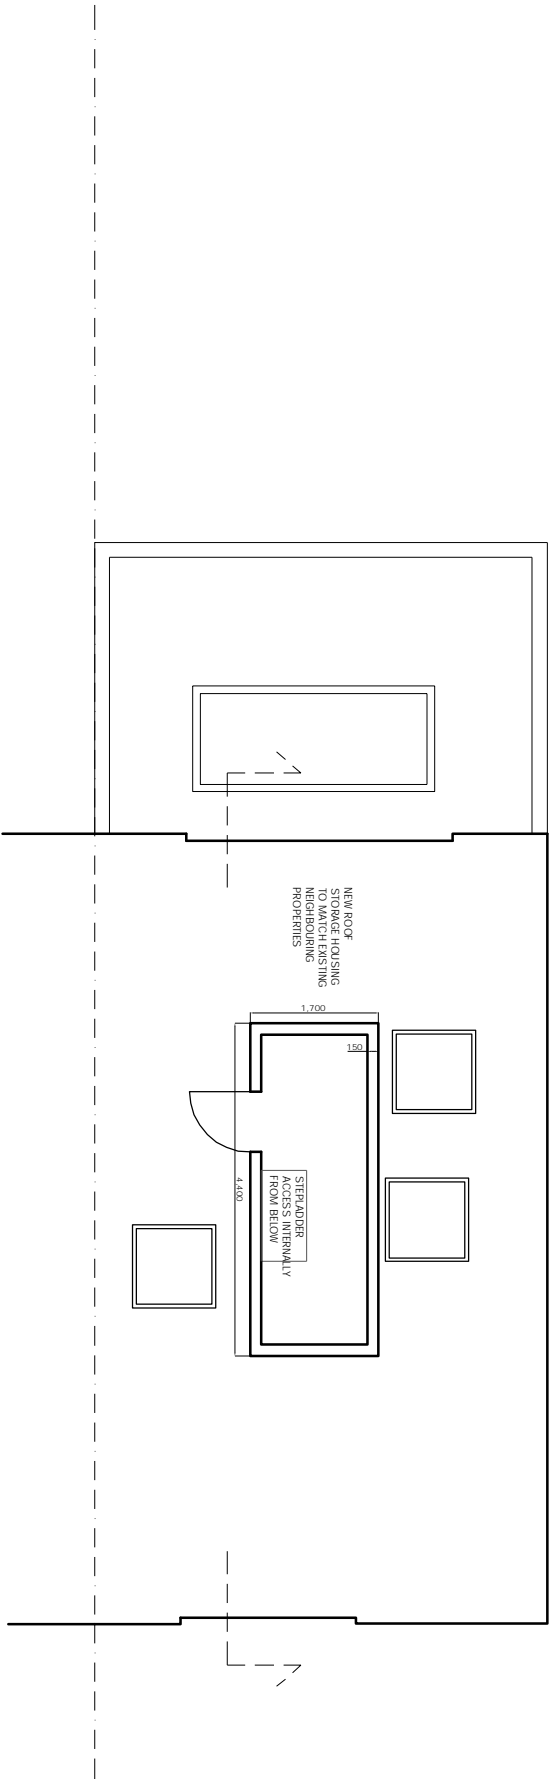 NEW ROOF
STORAGE HOUSING
TO MATCH EXISTING
NEIGHBOURING
PROPERTIES
1,700
150
4,400
STEPLADDER
ACCESS INTERNALLY
FROM BELOW